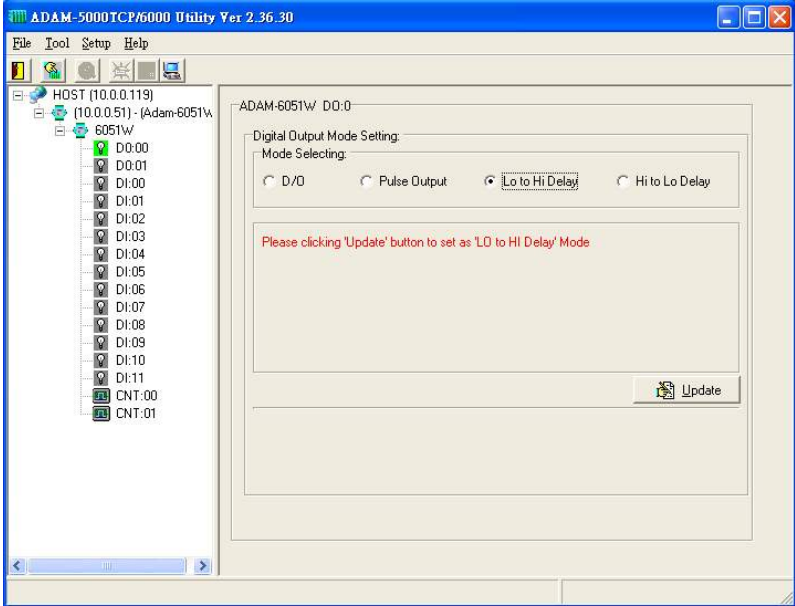 ADAM-5000TCP/6000 Utility Ver 2.36.30
File Tool Setup Help
HOST (10.0.0.119)
(10.0.0.51) - (Adam-6051W
6051W
D0:00
D0:01
DI:00
DI:01
DI:02
DI:03
DI:04
DI:05
DI:06
DI:07
DI:08
DI:09
DI:10
DI:11
CNT:00
CNT:01
ADAM-6051W DO:0
Digital Output Mode Setting:
Mode Selecting:
D/O Pulse Output Lo to Hi Delay Hi to Lo Delay
Please clicking 'Update' button to set as 'LO to HI Delay' Mode
Update